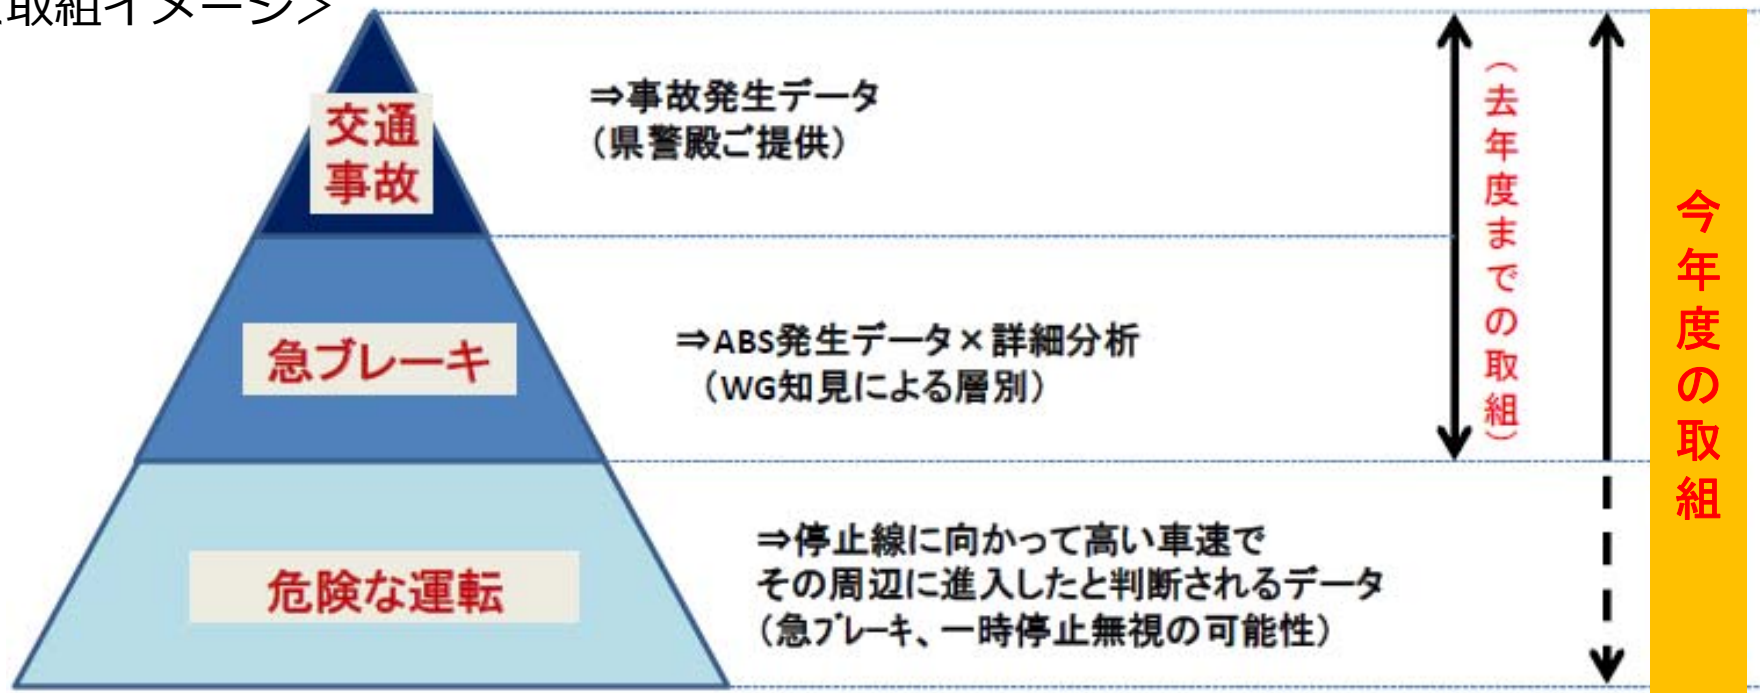 取組イメージ＞
交通
事故
⇒事故発生データ
（県警殿ご提供）
急ブレーキ
⇒ABS発生データ×詳細分析
（WG知見による層別）
危険な運転
⇒停止線に向かって高い車速で
その周辺に進入したと判断されるデータ
（急ﾌﾞﾚｰｷ、一時停止無視の可能性）
（去年度までの取組）
今年度の取組